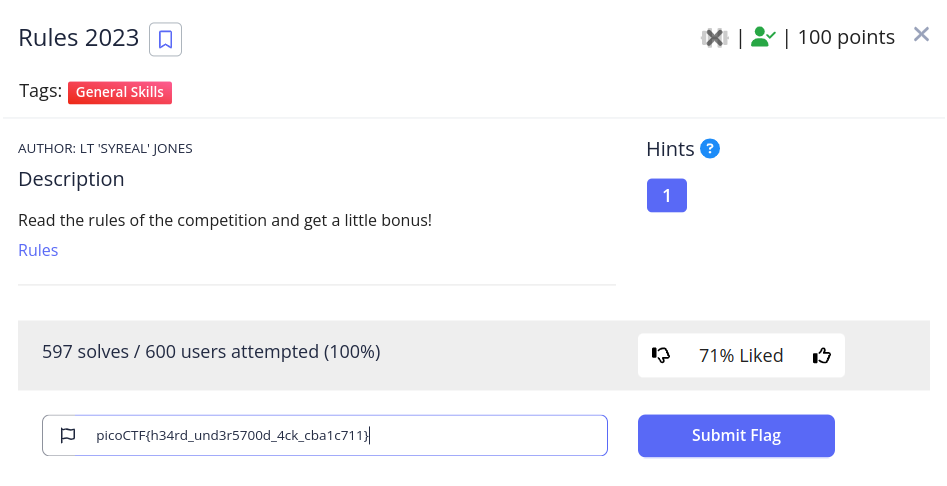 Rules 2023
| | 100 points
Tags: General Skills
AUTHOR: LT 'SYREAL' JONES
Hints ?
Description
1
Read the rules of the competition and get a little bonus!
Rules
597 solves / 600 users attempted (100%)
71% Liked
picoCTF{h34rd_und3r5700d_4ck_cba1c711}
Submit Flag